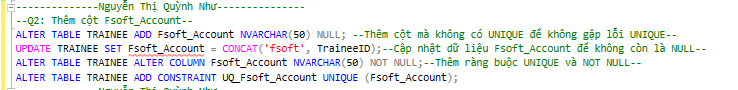 --------------Nguyễn Thị Quỳnh Như---------------
--Q2: Thêm cột Fsoft_Account--
ALTER TABLE TRAINEE ADD Fsoft_Account NVARCHAR(50) NULL; --Thêm cột mà không có UNIQUE để không gặp lỗi UNIQUE--
UPDATE TRAINEE SET Fsoft_Account = CONCAT('fsoft', TraineeID);--Cập nhật dữ liệu Fsoft_Account để không còn là NULL--
ALTER TABLE TRAINEE ALTER COLUMN Fsoft_Account NVARCHAR(50) NOT NULL;--Thêm ràng buộc UNIQUE và NOT NULL--
ALTER TABLE TRAINEE ADD CONSTRAINT UQ_Fsoft_Account UNIQUE (Fsoft_Account);